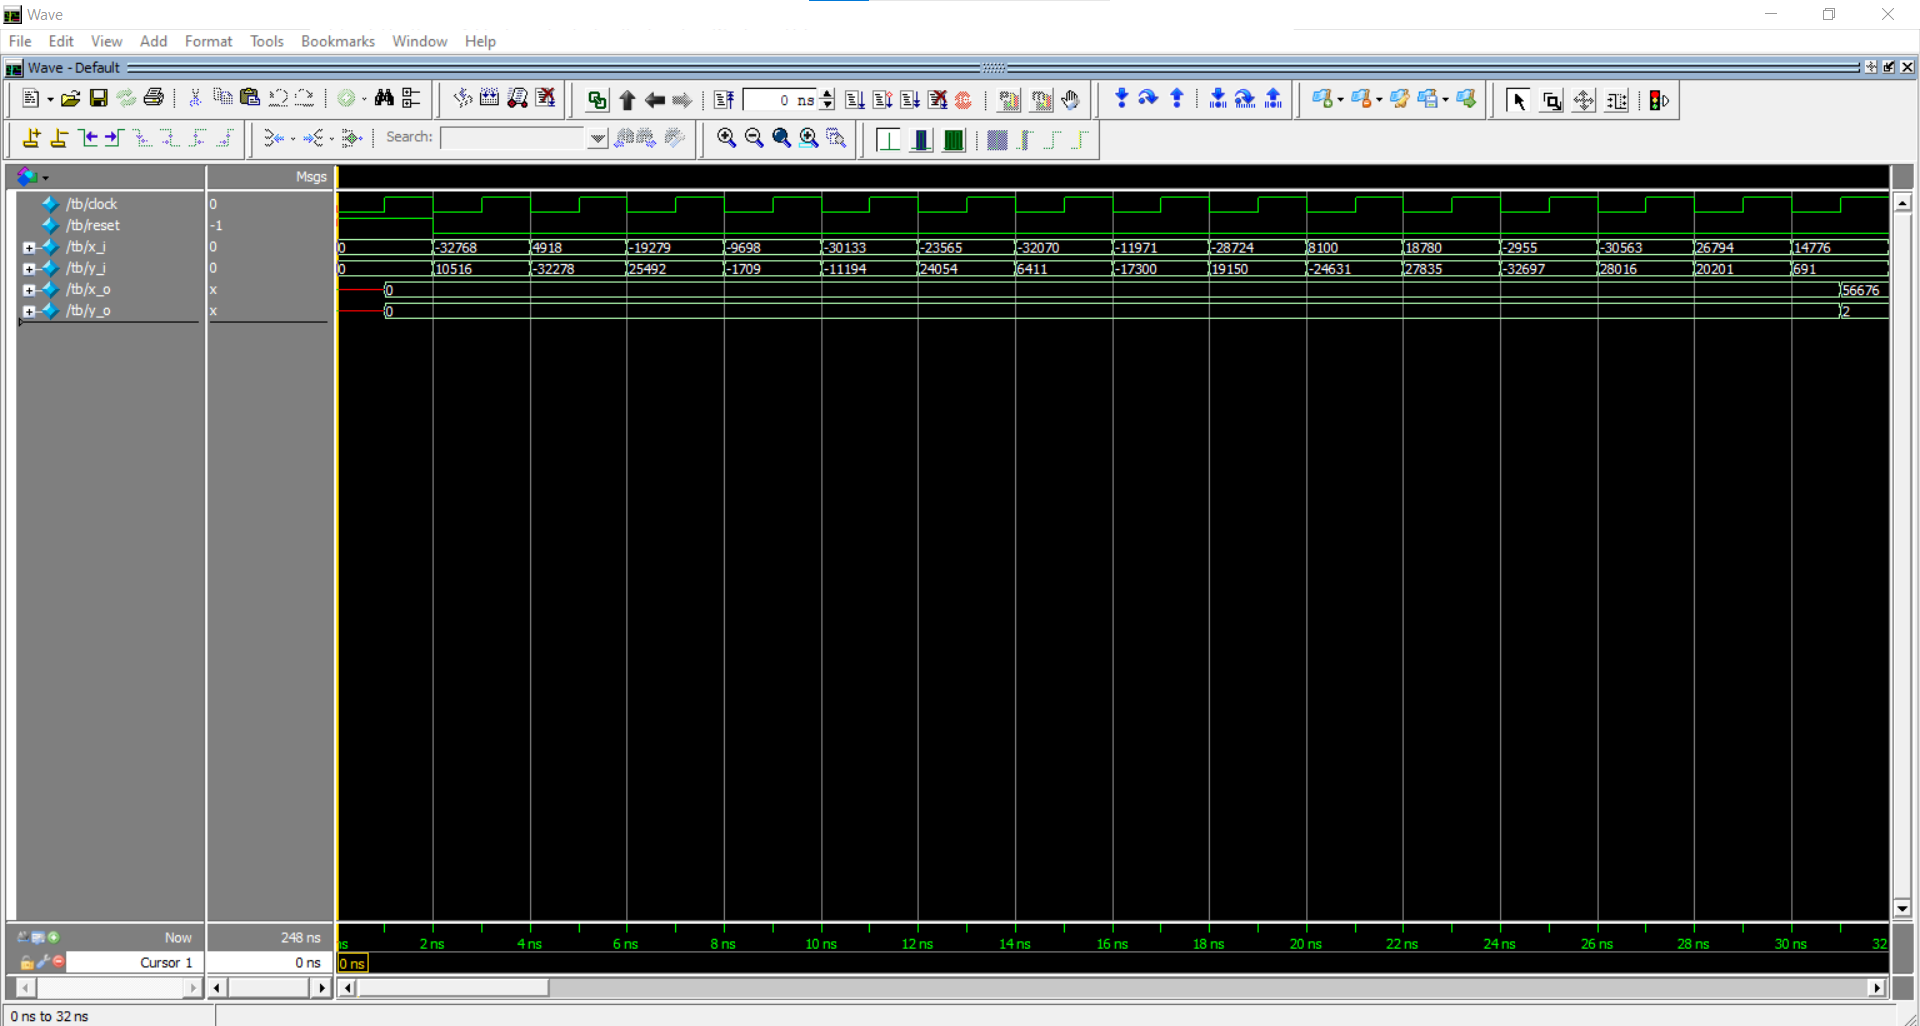 Wave
File Edit View Add Format Tools Bookmarks Window Help
Wave - Default
0 ns
Search:
Msgs
/tb/clock 0
/tb/reset -1
/tb/x_i 0 0 -32768 4918 -19279 -9698 -30133 -23565 -32070 -11971 -28724 8100 18780 -2955 -30563 26794 14776
/tb/y_i 0 0 10516 -32278 25492 -1709 -11194 24054 6411 -17300 19150 -24631 27835 -32697 28016 20201 691
/tb/x_o x 0 56676
/tb/y_o x 0 2
Now 248 ns ns 2 ns 4 ns 6 ns 8 ns 10 ns 12 ns 14 ns 16 ns 18 ns 20 ns 22 ns 24 ns 26 ns 28 ns 30 ns 32
Cursor 1 0 ns 0 ns
0 ns to 32 ns